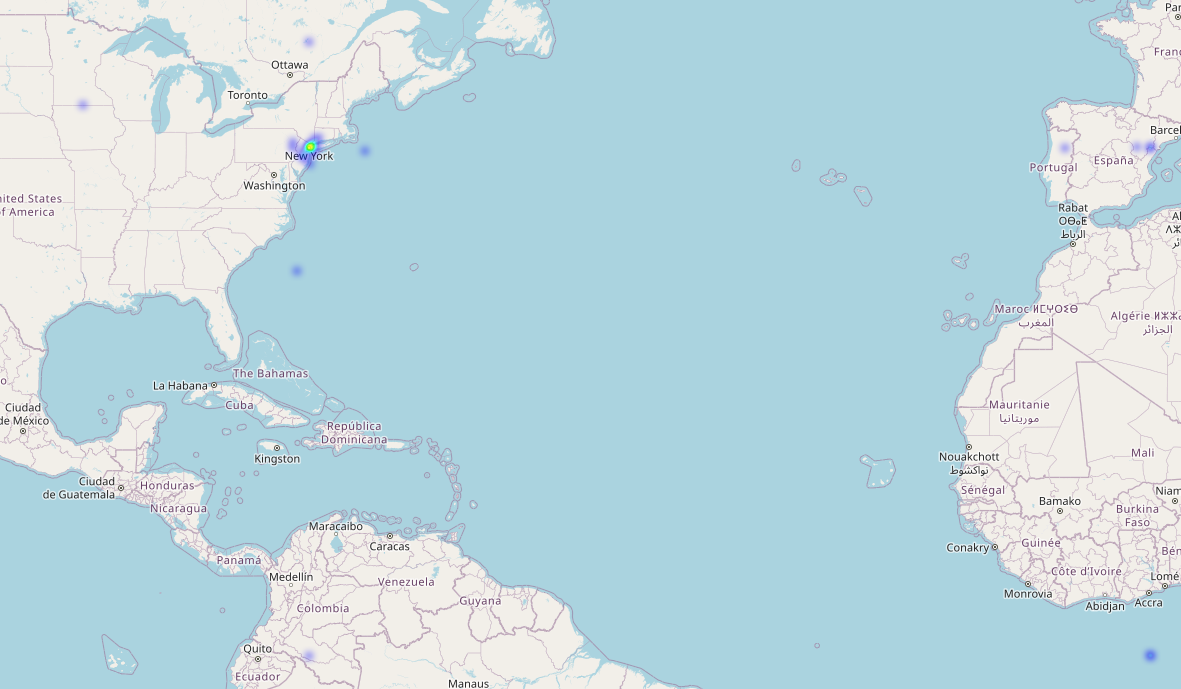 Par
Ottawa
Franc
Toronto
Barcel
New York
España
Portugal
Washington
nited States
of America
Rabat
ⵔⴱⴰⵟ
الرباط
Al
Maroc ⵍⵎⵖⵔⵉⴱ
المغرب
Algérie
الجزائر
The Bahamas
La Habana
Cuba
Ciudad
de México
Mauritanie
موريتانيا
República
Dominicana
Kingston
Mali
Nouakchott
نواكشوط
Ciudad
de Guatemala
Honduras
Sénégal
Niam
Nicaragua
Bamako
Burkina
Faso
Maracaibo
Caracas
Conakry
Guinée
Bén
Panamá
Medellín
Venezuela
Côte d'Ivoire
Lomé
Guyana
Monrovia
Colombia
Abidjan
Accra
Quito
Ecuador
Manaus